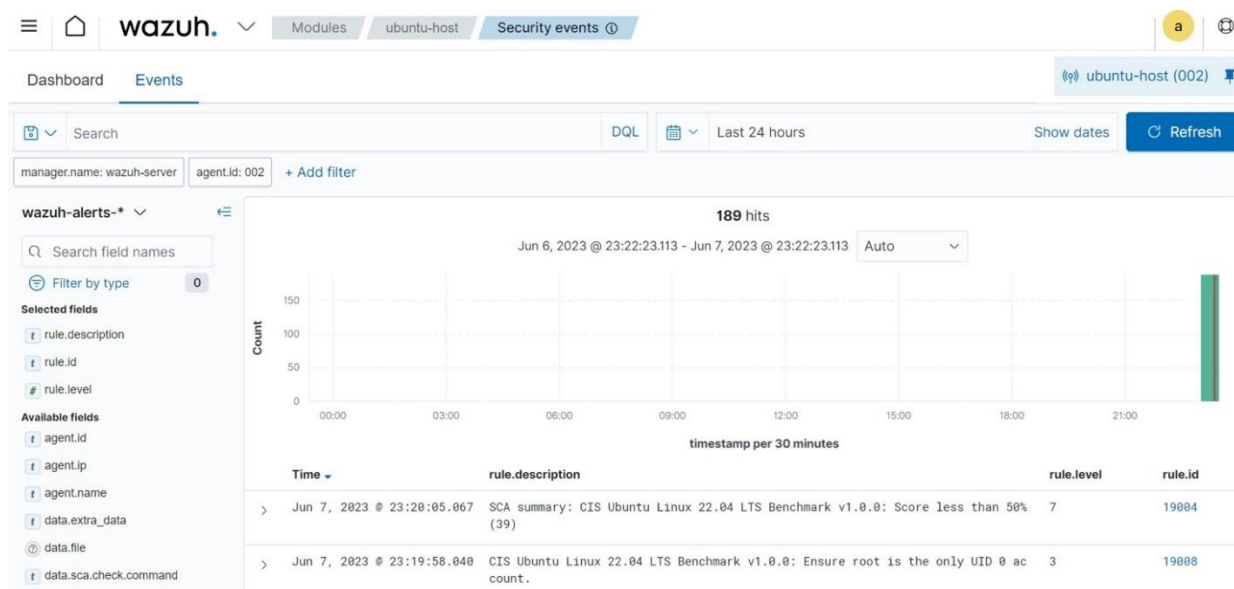 wazuh.
Modules
ubuntu-host
Security events
a
Dashboard
Events
ubuntu-host (002)
Search
DQL
Last 24 hours
Show dates
Refresh
manager.name: wazuh-server
agent.id: 002
+ Add filter
wazuh-alerts-*
Search field names
Filter by type
0
Selected fields
t rule.description
t rule.id
# rule.level
Available fields
t agent.id
t agent.ip
t agent.name
t data.extra_data
data.file
t data.sca.check.command
189 hits
Jun 6, 2023 @ 23:22:23.113 - Jun 7, 2023 @ 23:22:23.113
Auto
Count
150
100
50
0
00:00
03:00
06:00
09:00
12:00
15:00
18:00
21:00
timestamp per 30 minutes
Time
rule.description
rule.level
rule.id
Jun 7, 2023 @ 23:20:05.067
SCA summary: CIS Ubuntu Linux 22.04 LTS Benchmark v1.0.0: Score less than 50%
(39)
7
19004
Jun 7, 2023 @ 23:19:58.040
CIS Ubuntu Linux 22.04 LTS Benchmark v1.0.0: Ensure root is the only UID 0 ac
count.
3
19008